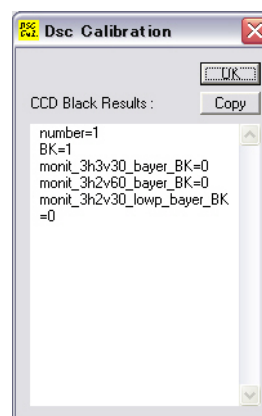 DSC Cal. Dsc Calibration
OK
CCD Black Results : Copy
number=1
BK=1
monit_3h3v30_bayer_BK=0
monit_3h2v60_bayer_BK=0
monit_3h2v30_lowp_bayer_BK
=0